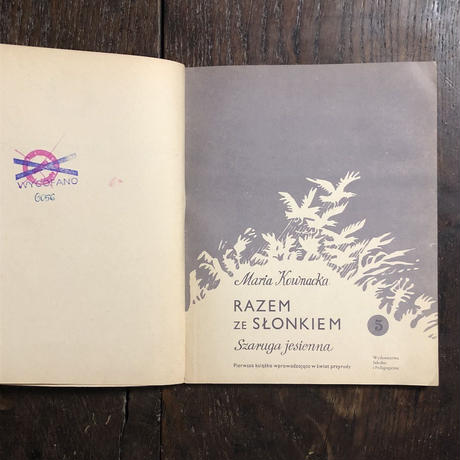 WYCOFANO
6056
Maria Kownacka
RAZEM
ZE SŁONKIEM
Szaruga jesienna
5
Pierwsza książka wprowadzająca w świat przyrody
Wydawnictwa
Szkolne
i Pedagogiczne